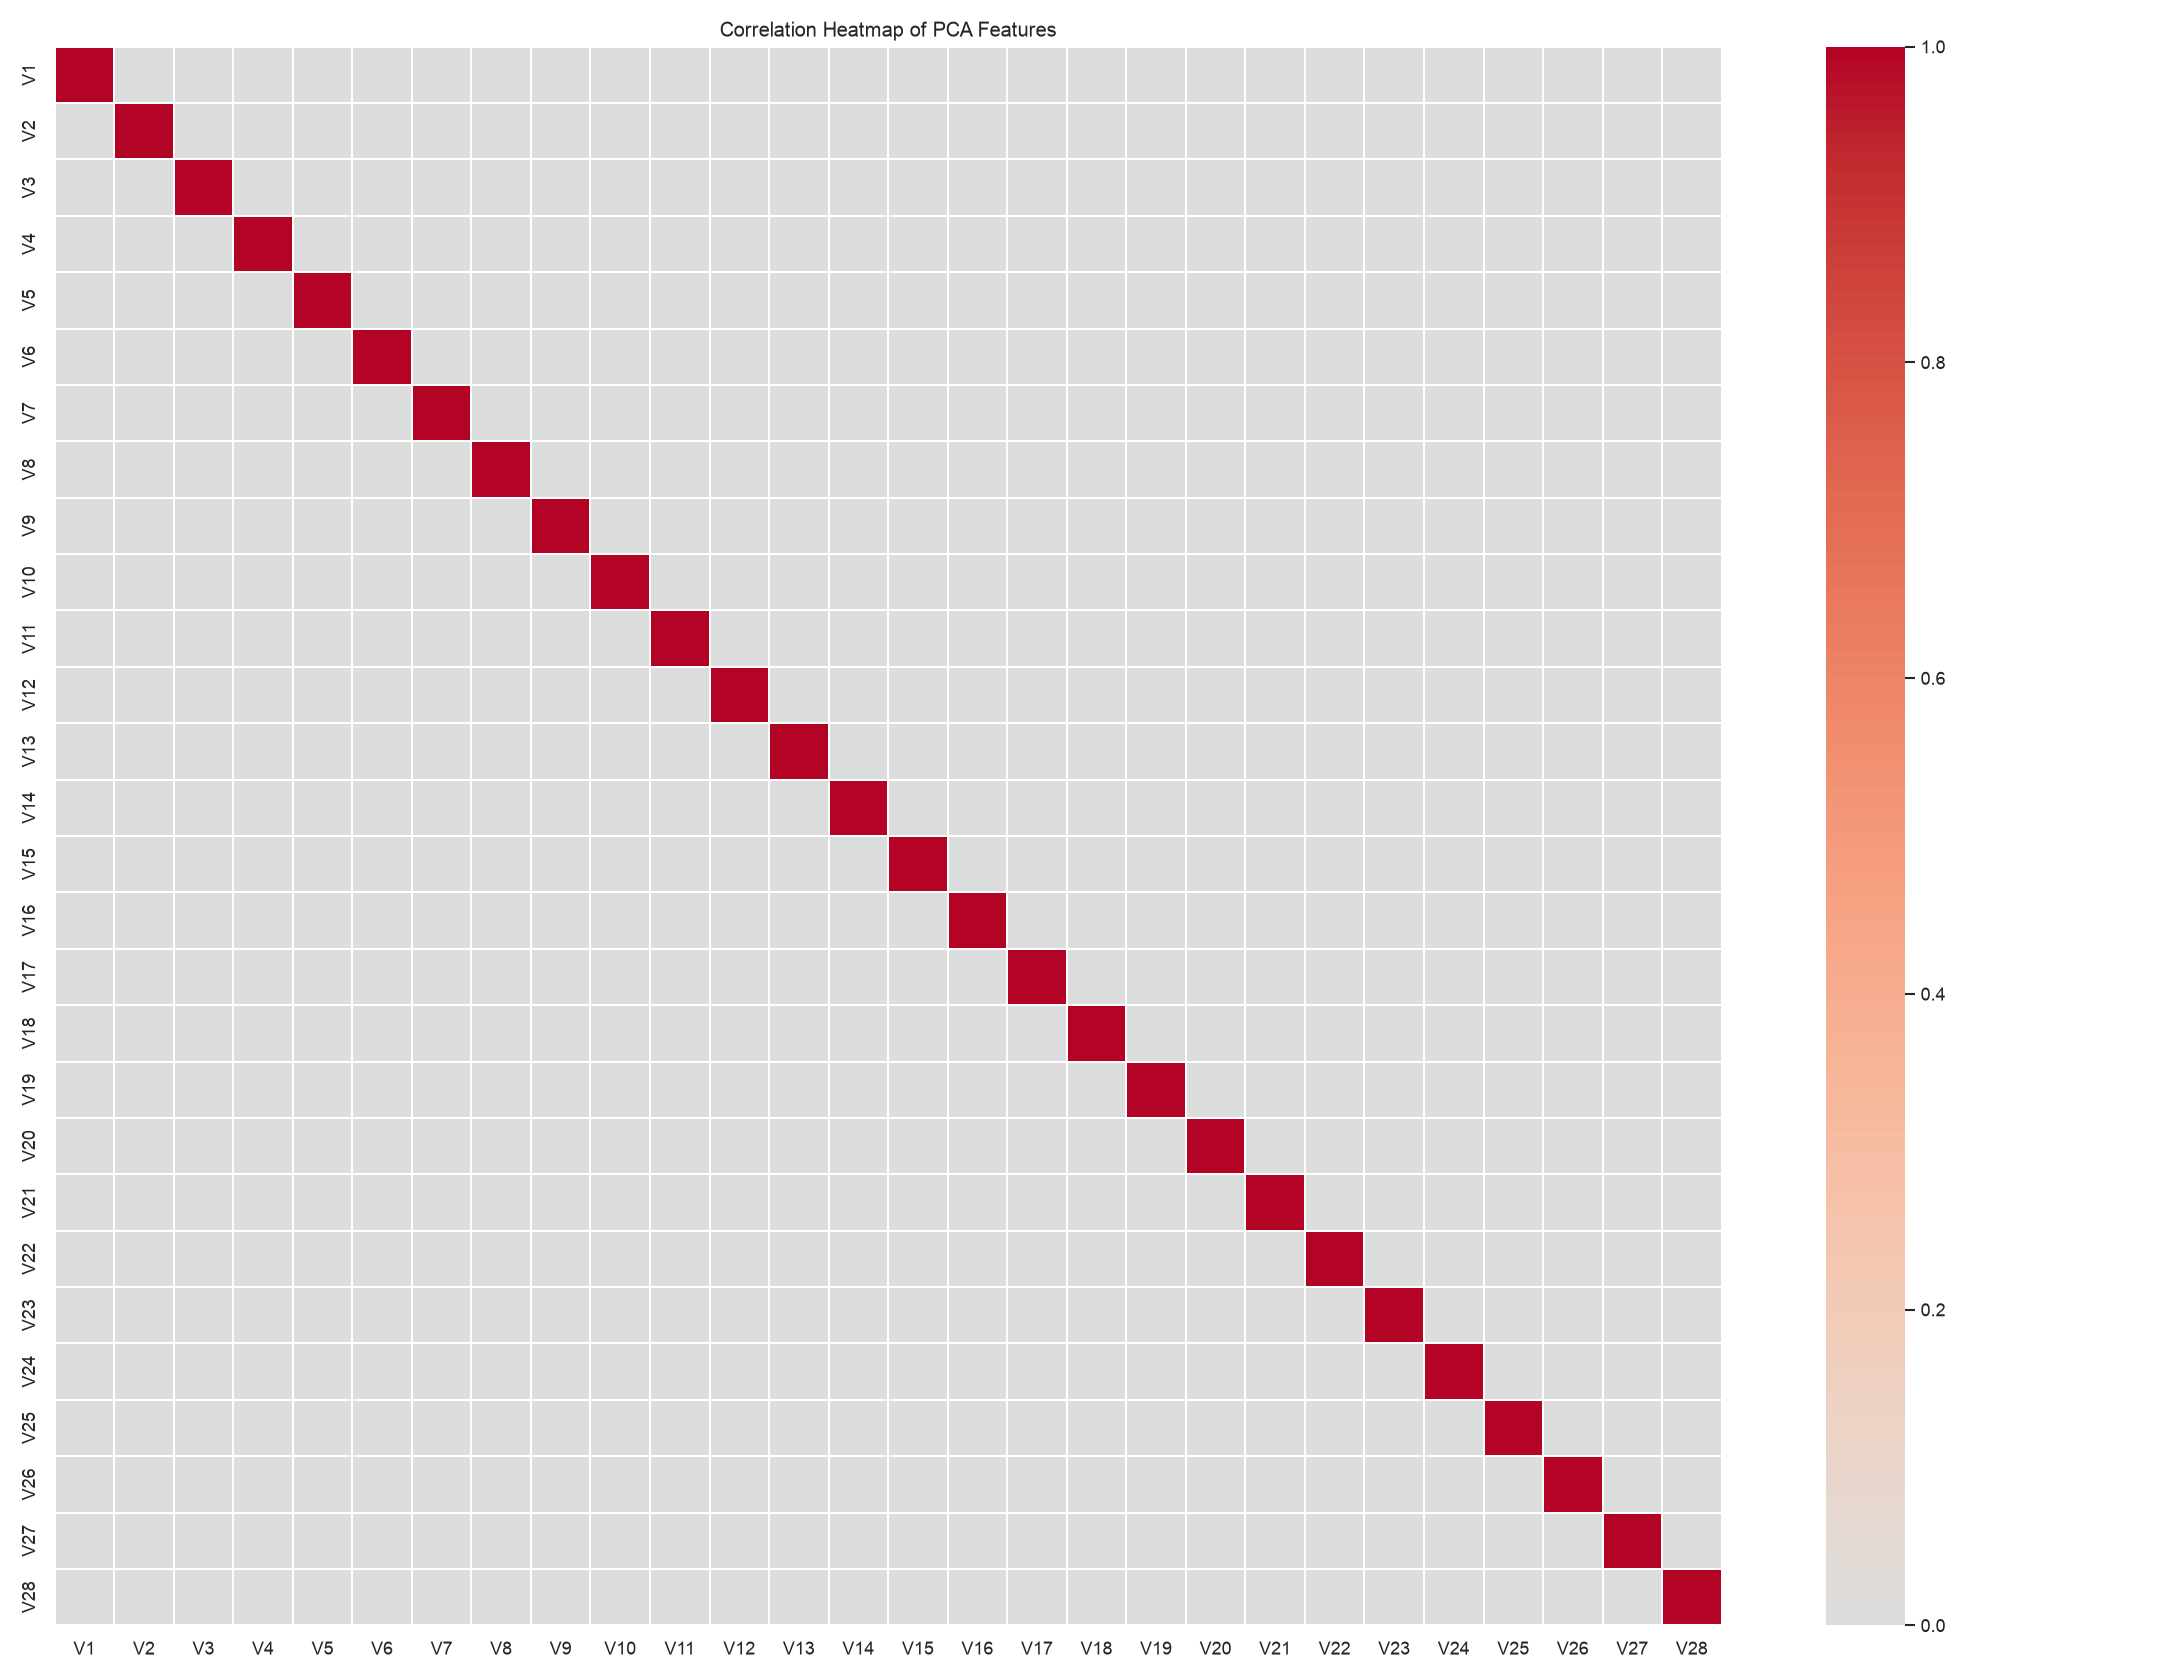 Correlation Heatmap of PCA Features
V1
V2
V3
V4
V5
V6
V7
V8
V9
V10
V11
V12
V13
V14
V15
V16
V17
V18
V19
V20
V21
V22
V23
V24
V25
V26
V27
V28
V1 V2 V3 V4 V5 V6 V7 V8 V9 V10 V11 V12 V13 V14 V15 V16 V17 V18 V19 V20 V21 V22 V23 V24 V25 V26 V27 V28
1.0
0.8
0.6
0.4
0.2
0.0